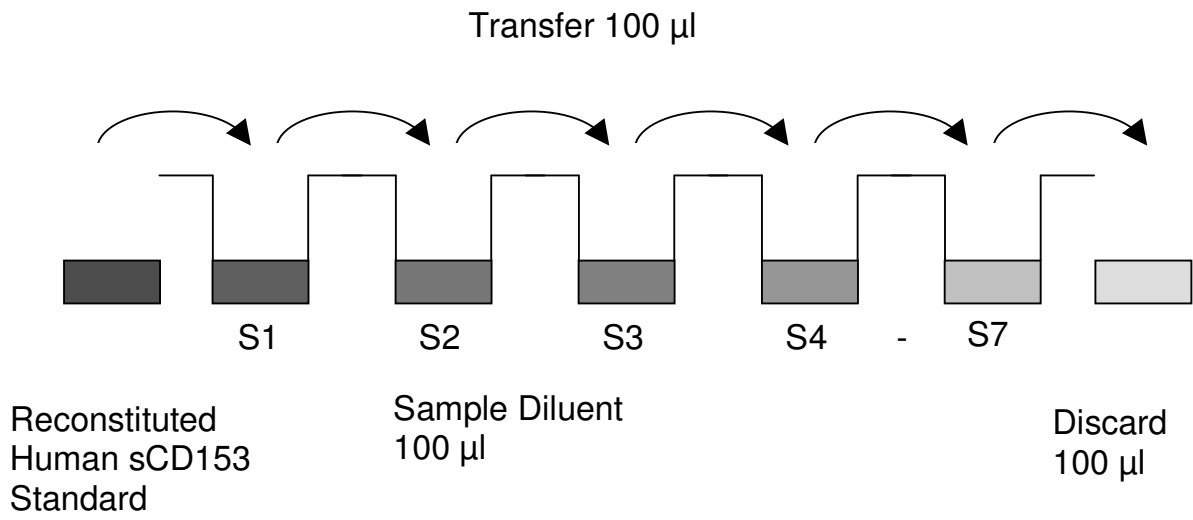 Transfer 100 µl
S1 S2 S3 S4 - S7
Reconstituted
Human sCD153
Standard
Sample Diluent
100 µl
Discard
100 µl